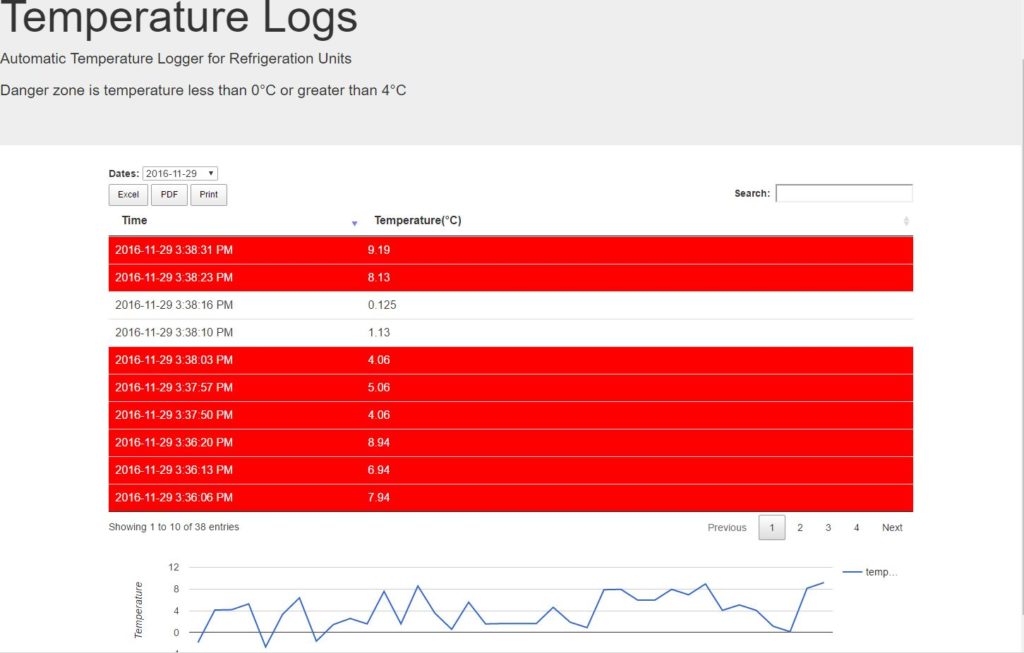 Temperature Logs
Automatic Temperature Logger for Refrigeration Units
Danger zone is temperature less than 0°C or greater than 4°C
Dates: 2016-11-29
Excel PDF Print Search:
Time Temperature(°C)
2016-11-29 3:38:31 PM 9.19
2016-11-29 3:38:23 PM 8.13
2016-11-29 3:38:16 PM 0.125
2016-11-29 3:38:10 PM 1.13
2016-11-29 3:38:03 PM 4.06
2016-11-29 3:37:57 PM 5.06
2016-11-29 3:37:50 PM 4.06
2016-11-29 3:36:20 PM 8.94
2016-11-29 3:36:13 PM 6.94
2016-11-29 3:36:06 PM 7.94
Showing 1 to 10 of 38 entries Previous 1 2 3 4 Next
12 temp...
8
Temperature
4
0